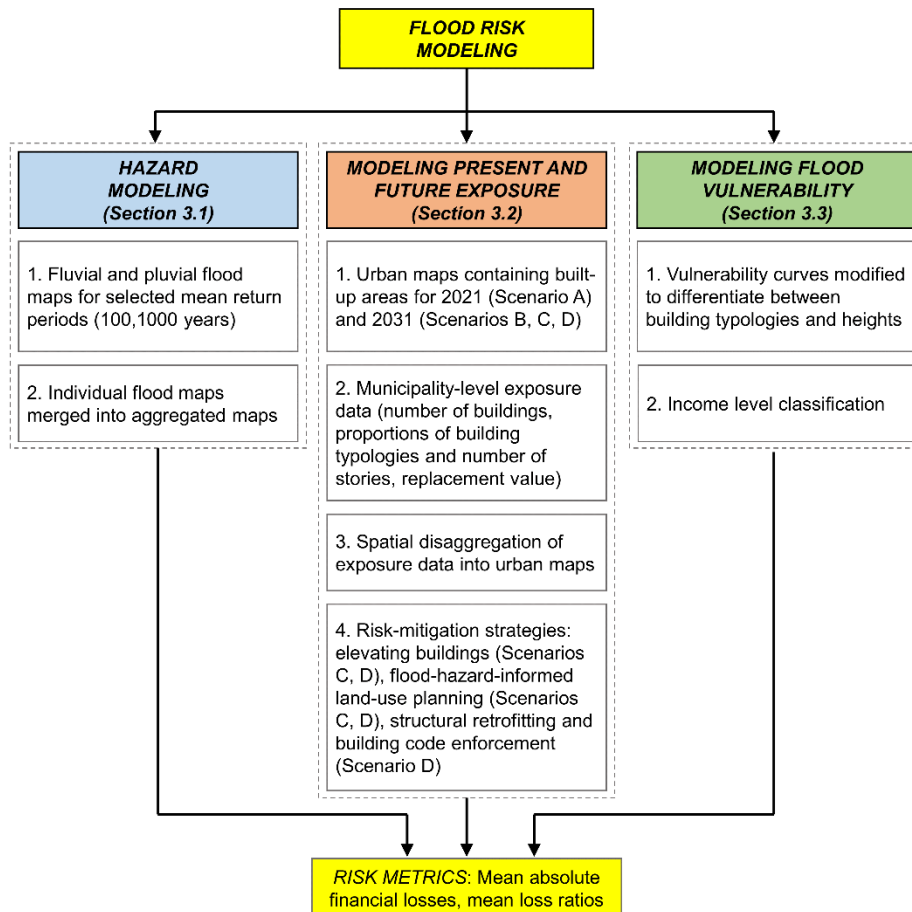 FLOOD RISK
MODELING
HAZARD
MODELING
(Section 3.1)
1. Fluvial and pluvial flood
maps for selected mean return
periods (100,1000 years)
2. Individual flood maps
merged into aggregated maps
MODELING PRESENT AND
FUTURE EXPOSURE
(Section 3.2)
1. Urban maps containing built-
up areas for 2021 (Scenario A)
and 2031 (Scenarios B, C, D)
2. Municipality-level exposure
data (number of buildings,
proportions of building
typologies and number of
stories, replacement value)
3. Spatial disaggregation of
exposure data into urban maps
4. Risk-mitigation strategies:
elevating buildings (Scenarios
C, D), flood-hazard-informed
land-use planning (Scenarios
C, D), structural retrofitting and
building code enforcement
(Scenario D)
MODELING FLOOD
VULNERABILITY
(Section 3.3)
1. Vulnerability curves modified
to differentiate between
building typologies and heights
2. Income level classification
RISK METRICS: Mean absolute
financial losses, mean loss ratios